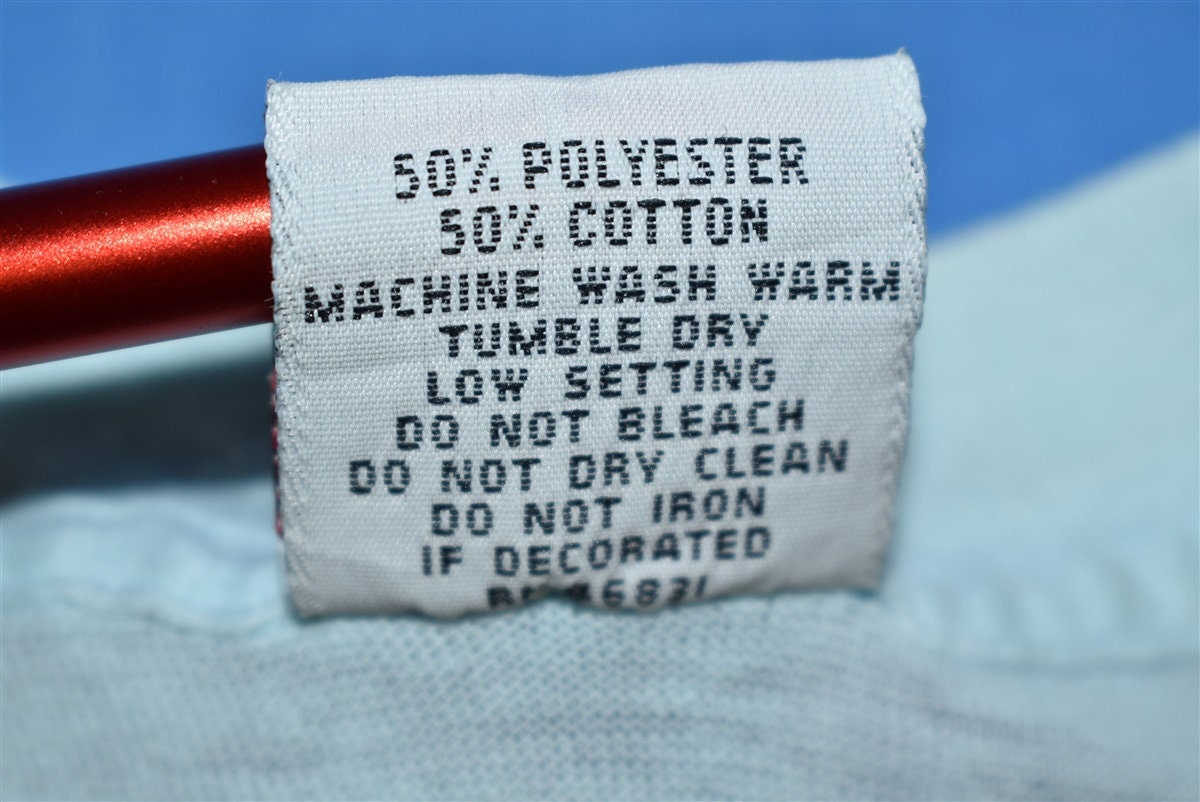 50% POLYESTER
50% COTTON
MACHINE WASH WARM
TUMBLE DRY
LOW SETTING
DO NOT BLEACH
DO NOT DRY CLEAN
DO NOT IRON
IF DECORATED